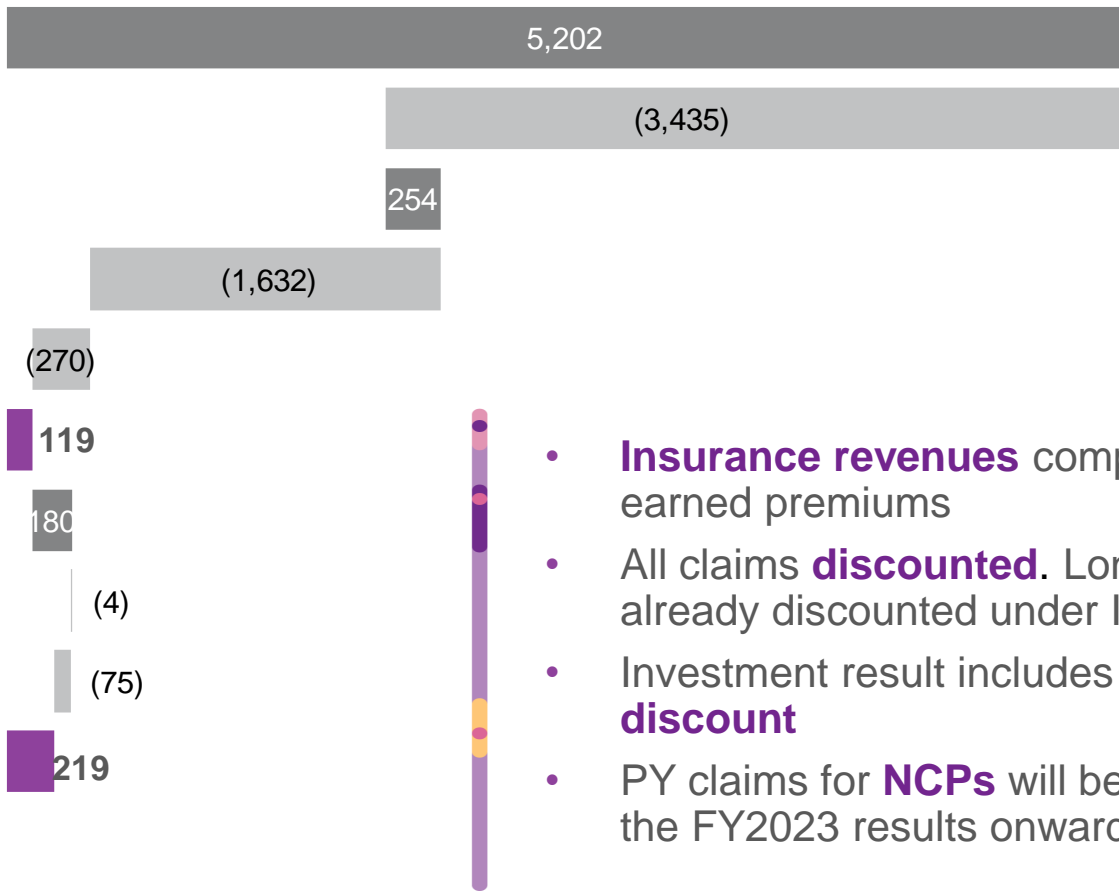 5,202
(3,435)
254
(1,632)
(270)
119
180
(4)
(75)
219
• Insurance revenues
earned premiums
• All claims discounted.
already discounted under
• Investment result includes
discount
• PY claims for NCPs will be
the FY2023 results